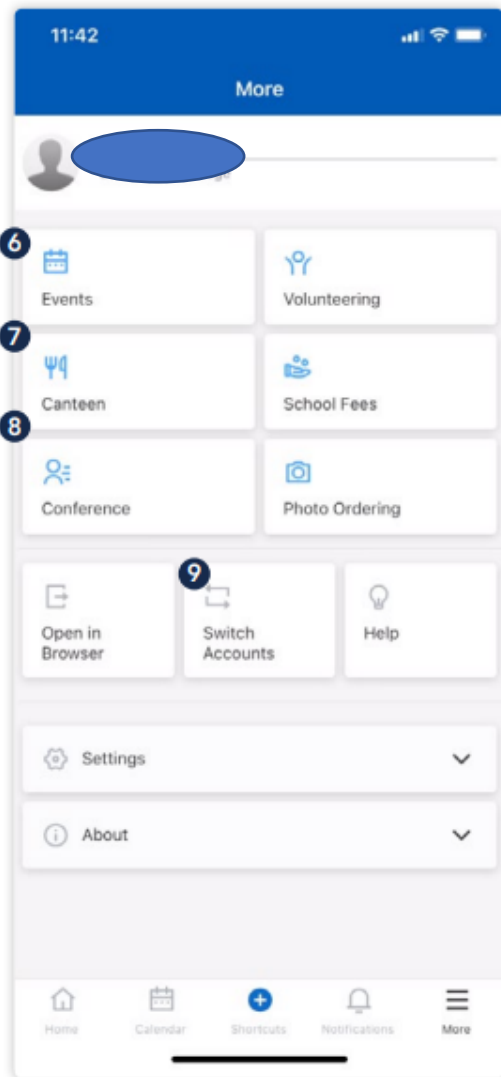 11:42
More
6
Events
Volunteering
7
Canteen
School Fees
8
Conference
Photo Ordering
9
Open in
Browser
Switch
Accounts
Help
Settings
About
Home
Calendar
Shortcuts
Notifications
More